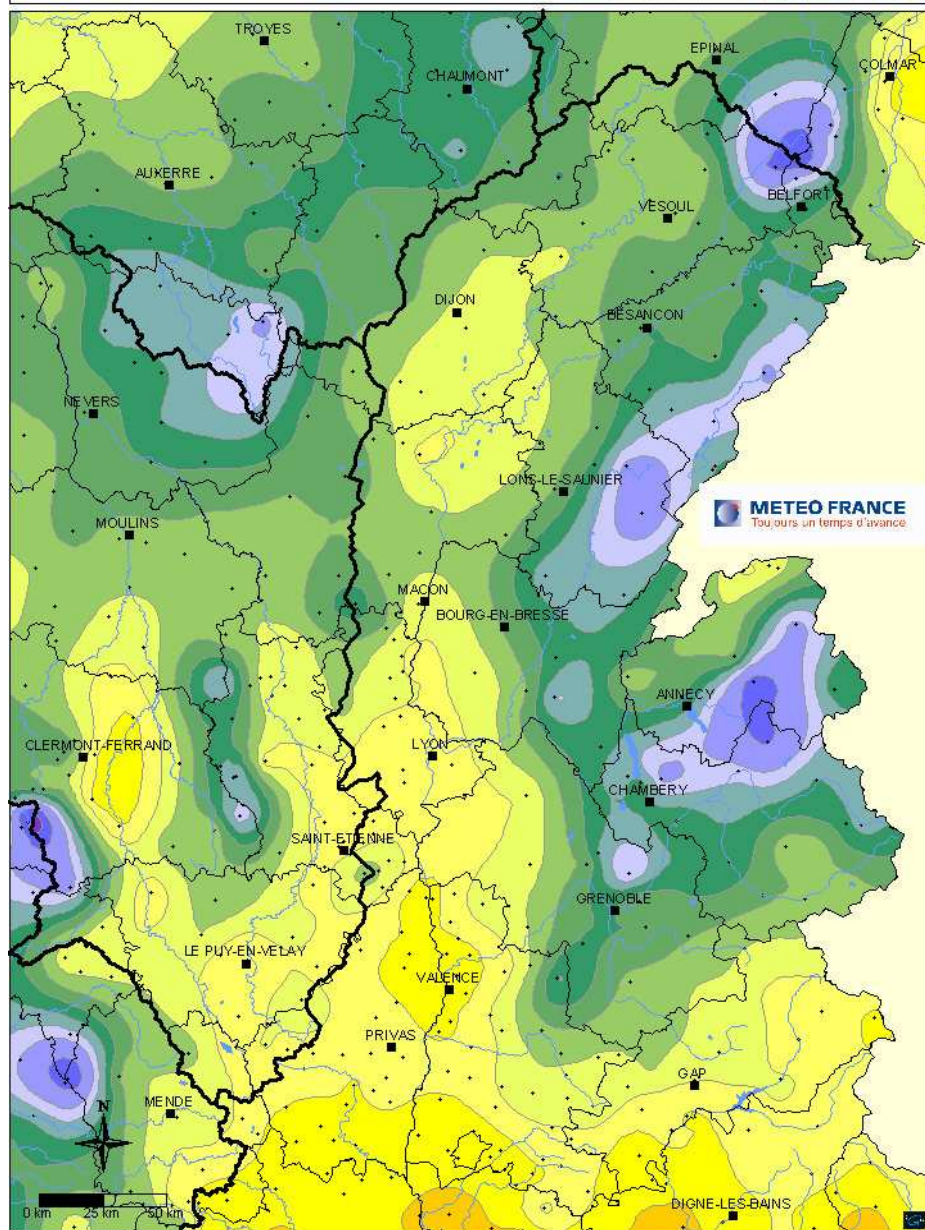 TROYES
EPINAL
COLMAR
CHAUMONT
AUXERRE
BELFORT
VESOUL
DIJON
BESANCON
NEVERS
LONS-LE-SAUNIER
METEO FRANCE
Toujours un temps d'avance
MOULINS
MACON
BOURG-EN-BRESSE
ANNECY
CLERMONT-FERRAND
LYON
CHAMBERY
SAINT-ETIENNE
GRENOBLE
LE PUY-EN-VELAY
VALENCE
PRIVAS
GAP
MENDE
N
DIGNE-LES-BAINS
0 km 25 km 50 km